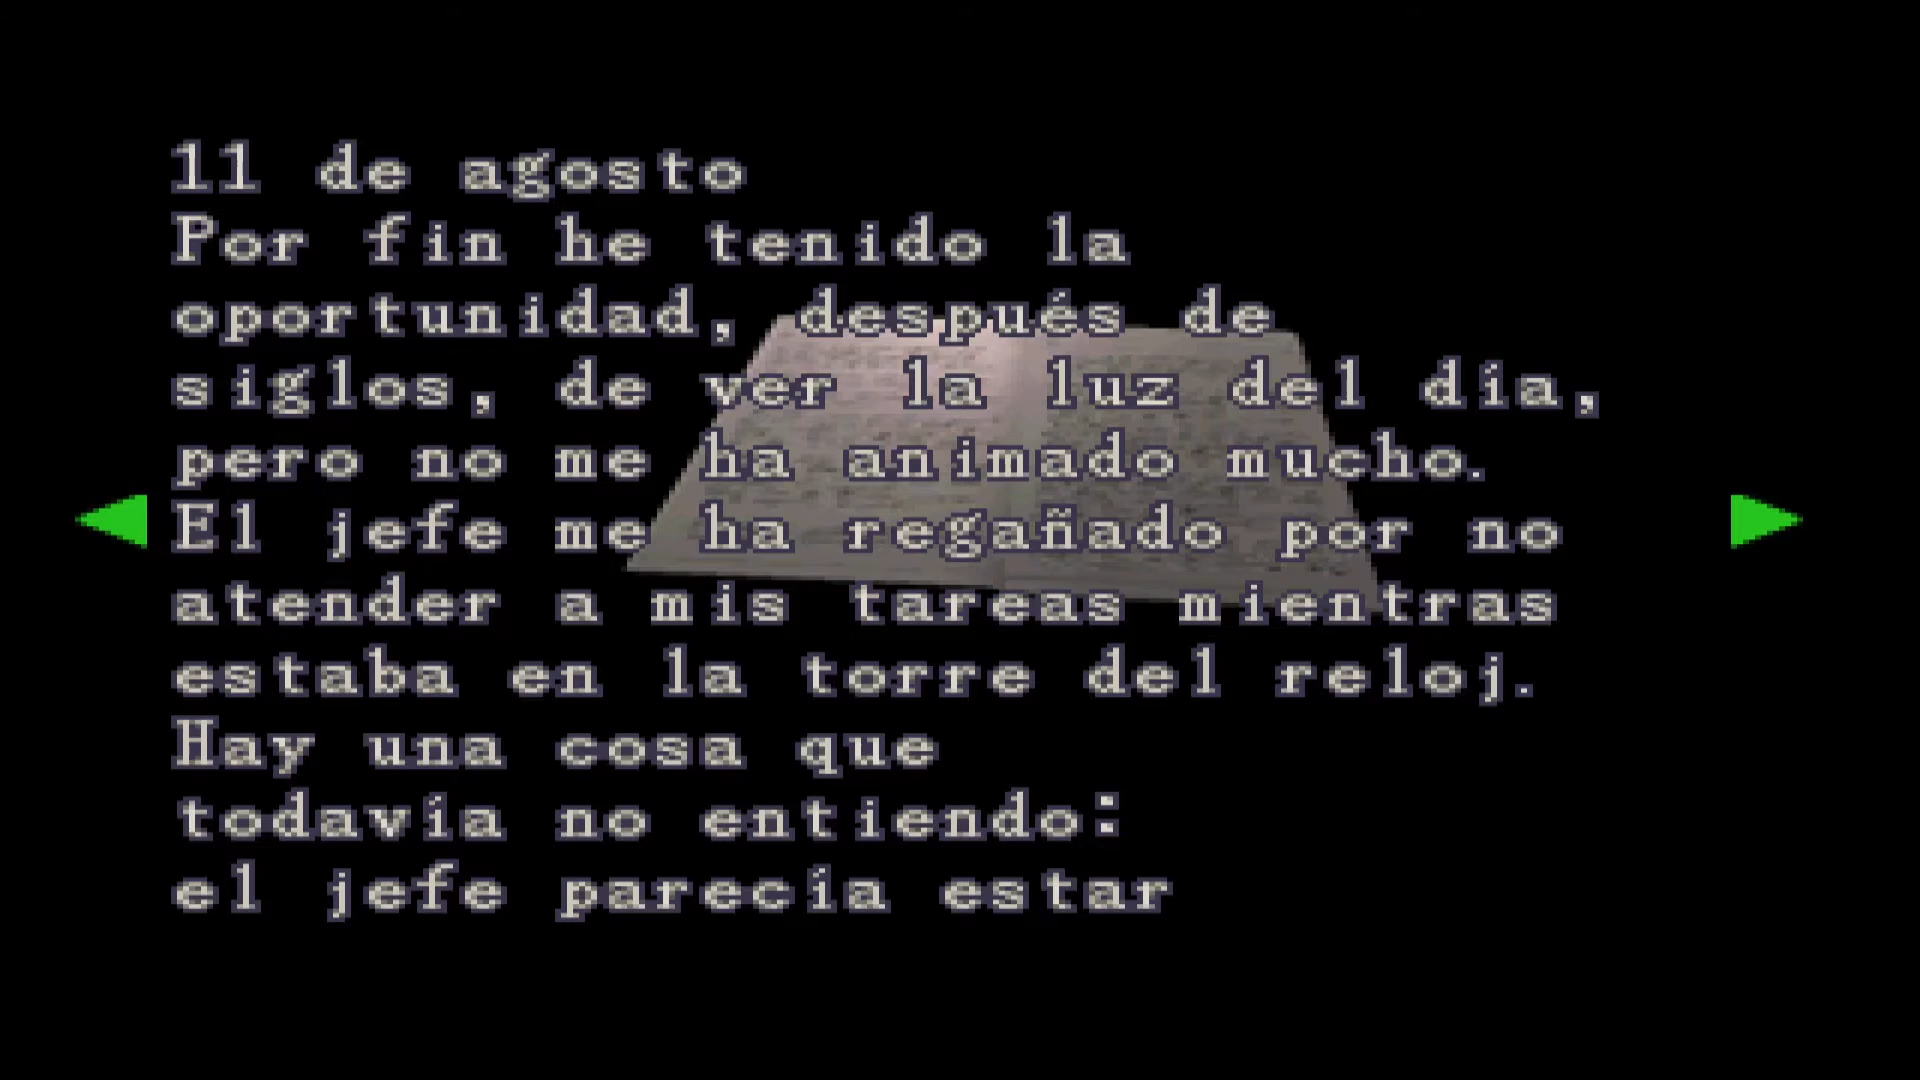 11 de agosto
Por fin he tenido la
oportunidad, después de
siglos, de ver la luz del día,
pero no me ha animado mucho.
El jefe me ha regañado por no
atender a mis tareas mientras
estaba en la torre del reloj.
Hay una cosa que
todavía no entiendo:
el jefe parecía estar